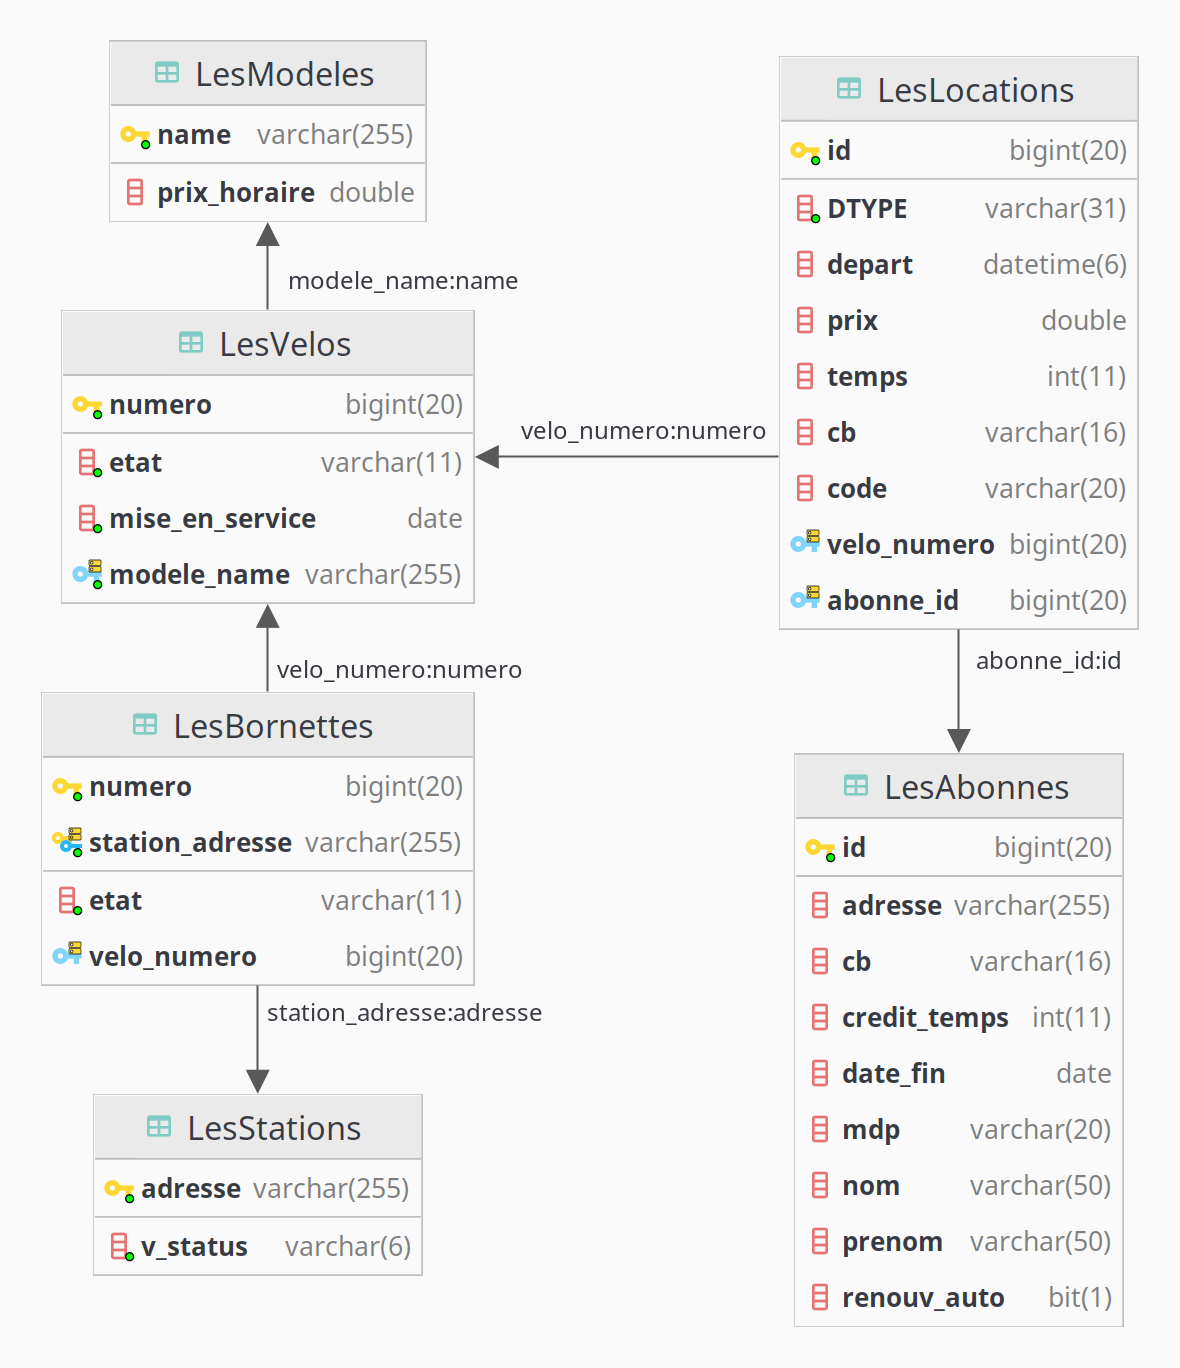 LesModeles
name varchar(255)
prix_horaire double
modele_name:name
LesVelos
numero bigint(20)
etat varchar(11)
mise_en_service date
modele_name varchar(255)
velo_numero:numero
LesBornettes
numero bigint(20)
station_adresse varchar(255)
etat varchar(11)
velo_numero bigint(20)
station_adresse:adresse
LesStations
adresse varchar(255)
v_status varchar(6)
velo_numero:numero
LesLocations
id bigint(20)
DTYPE varchar(31)
depart datetime(6)
prix double
temps int(11)
cb varchar(16)
code varchar(20)
velo_numero bigint(20)
abonne_id bigint(20)
abonne_id:id
LesAbonnes
id bigint(20)
adresse varchar(255)
cb varchar(16)
credit_temps int(11)
date_fin date
mdp varchar(20)
nom varchar(50)
prenom varchar(50)
renouv_auto bit(1)